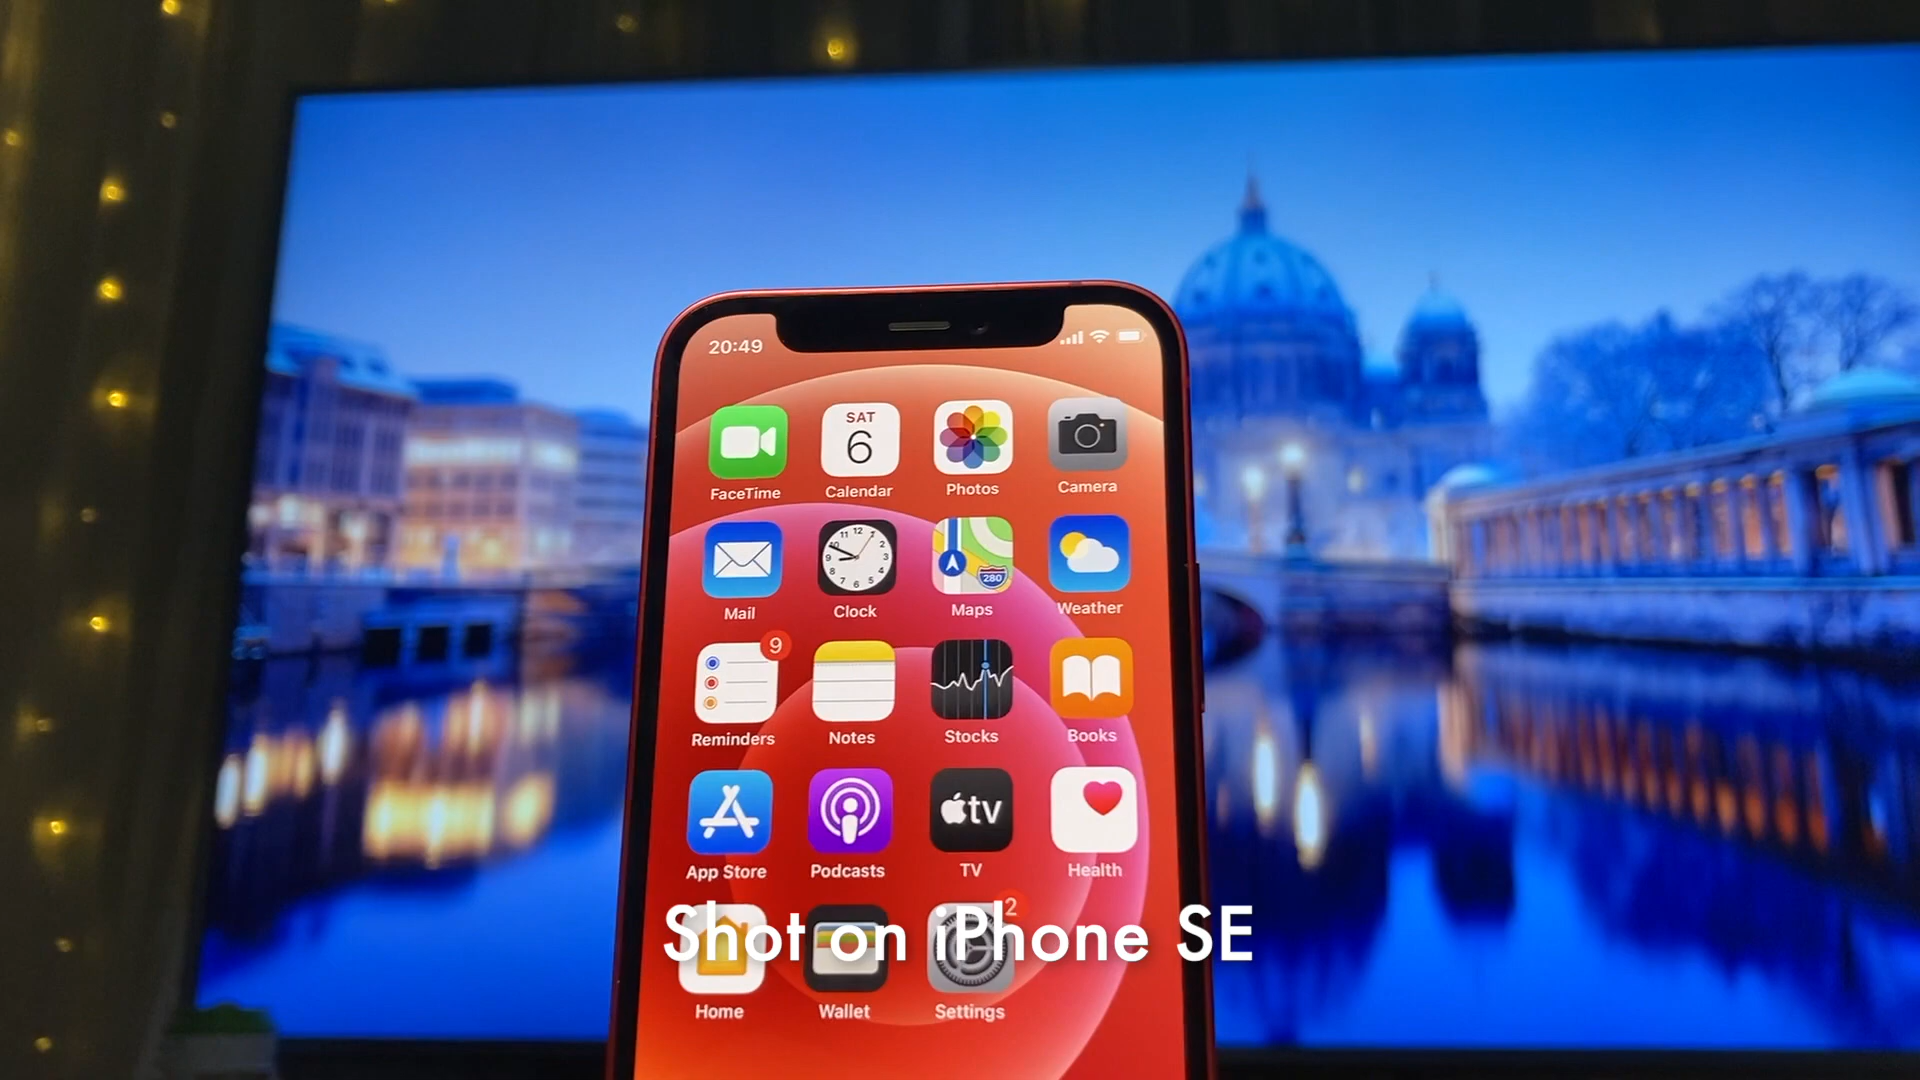 20:49
SAT
6
FaceTime
Calendar
Photos
Camera
Mail
Clock
Maps
Weather
280
9
Reminders
Notes
Stocks
Books
tv
App Store
Podcasts
TV
Health
2
Shot on iPhone SE
Home
Wallet
Settings